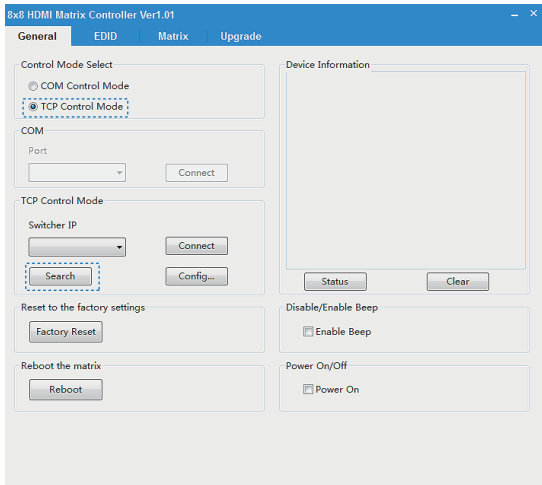 8x8 HDMI Matrix Controller Ver1.01
General EDID Matrix Upgrade
Control Mode Select
COM Control Mode
TCP Control Mode
COM
Port
Connect
TCP Control Mode
Switcher IP
Connect
Search Config...
Reset to the factory settings
Factory Reset
Reboot the matrix
Reboot
Device Information
Status Clear
Disable/Enable Beep
Enable Beep
Power On/Off
Power On